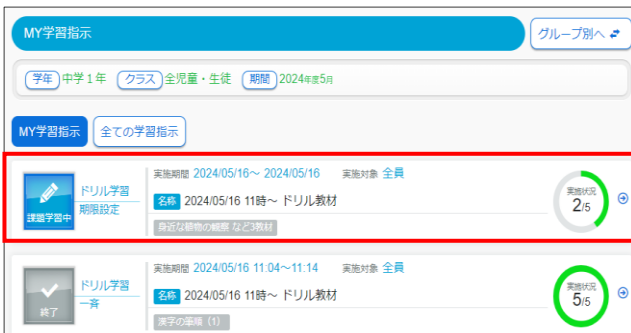 MY学習指示
グループ別へ
学年 中学1年 クラス 全児童・生徒 期間 2024年度5月
MY学習指示 全ての学習指示
課題学習中
ドリル学習
期限設定
実施期間 2024/05/16～ 2024/05/16 実施対象 全員
名称 2024/05/16 11時～ ドリル教材
身近な植物の観察 など3教材
実施状況
2/5
終了
ドリル学習
一斉
実施期間 2024/05/16 11:04～11:14 実施対象 全員
名称 2024/05/16 11時～ ドリル教材
漢字の筆順（1）
実施状況
5/5